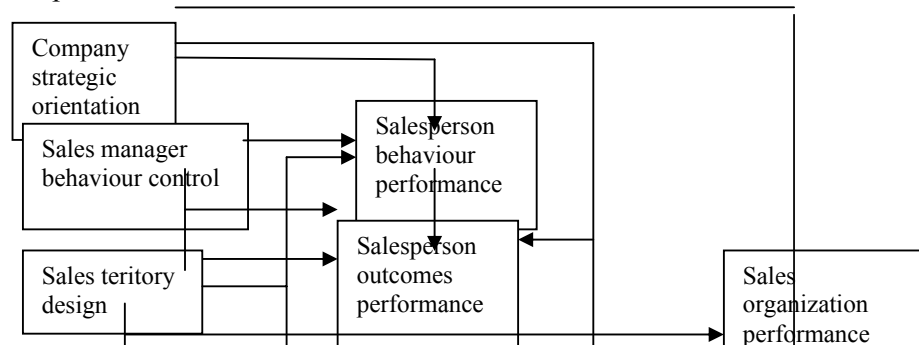 Company
strategic
orientation
Sales manager
behaviour control
Salesperson
behaviour
performance
Sales teritory
design
Salesperson
outcomes
performance
Sales
organization
performance